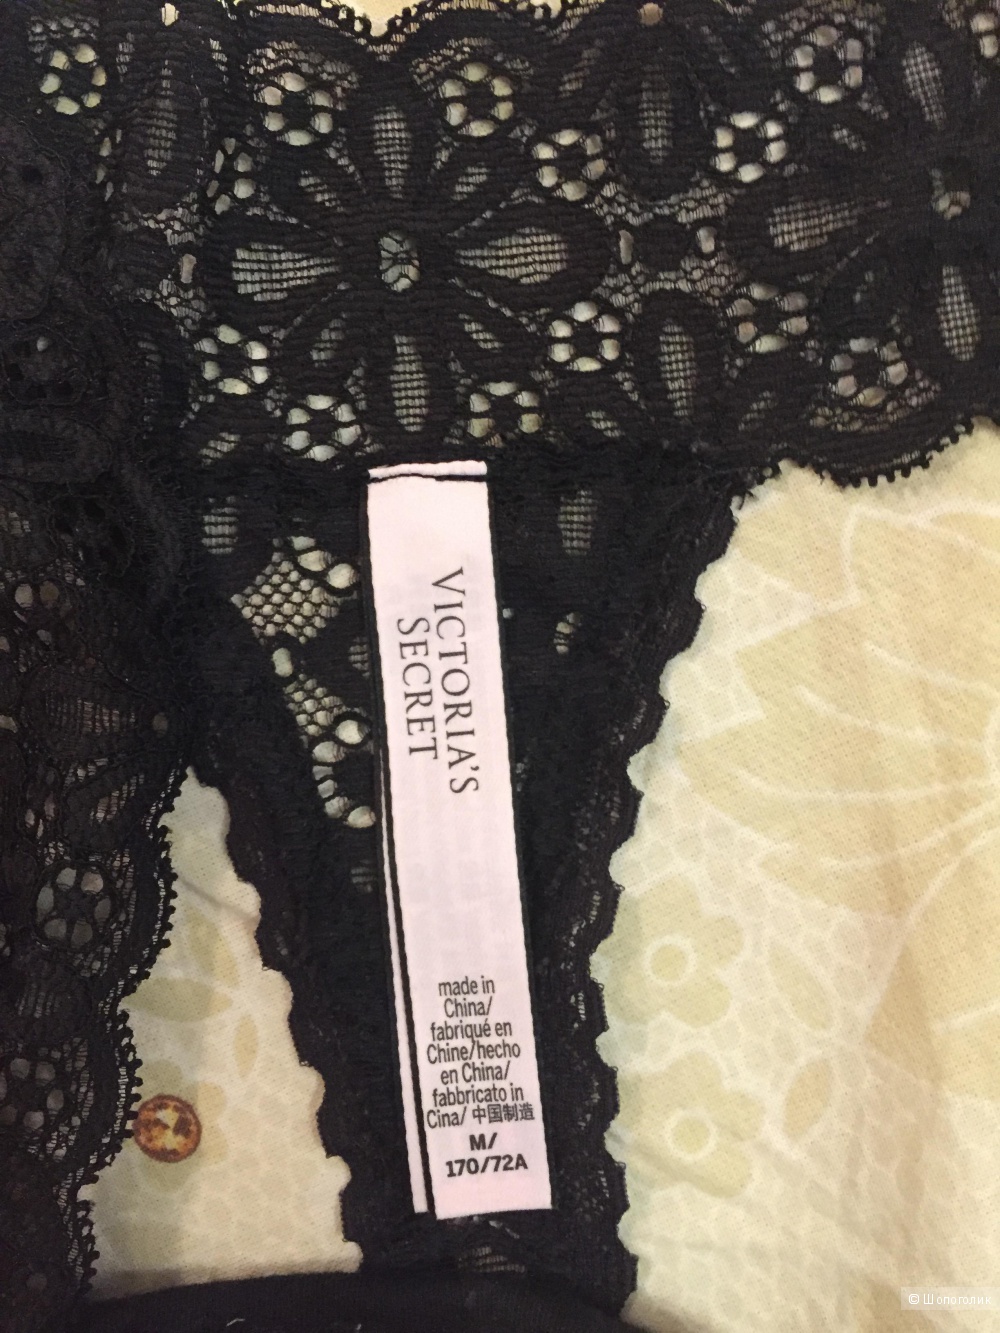 VICTORIA'S
SECRET
made in
China/
fabriqué en
Chine/hecho
en China/
fabbricato in
Cina/ 中国制造
M/
170/72A
© Шопоголик